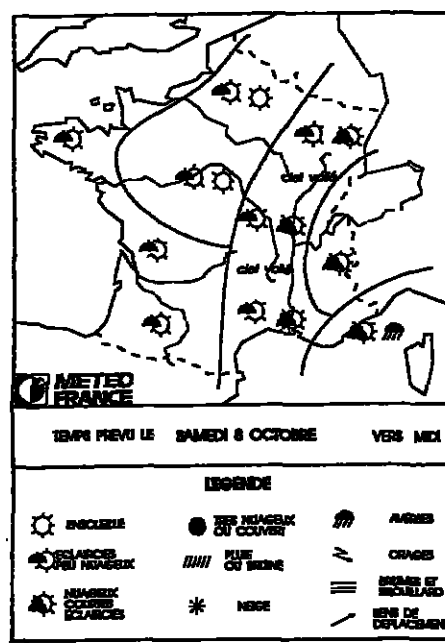 ciel voilé
ciel voilé
METEO
FRANCE
TEMPS PREVU LE SAMEDI 8 OCTOBRE VERS MIDI
LEGENDE
ENSOLEILLE
ECLAIRCIES
PEU NUAGEUX
NUAGEUX
COURTES
ECLAIRCIES
TRES NUAGEUX
OU COUVERT
PLUIE
OU BRUINE
NEIGE
AVERSES
ORAGES
BRUMES ET
BROUILLARD
SENS DE
DEPLACEMENT